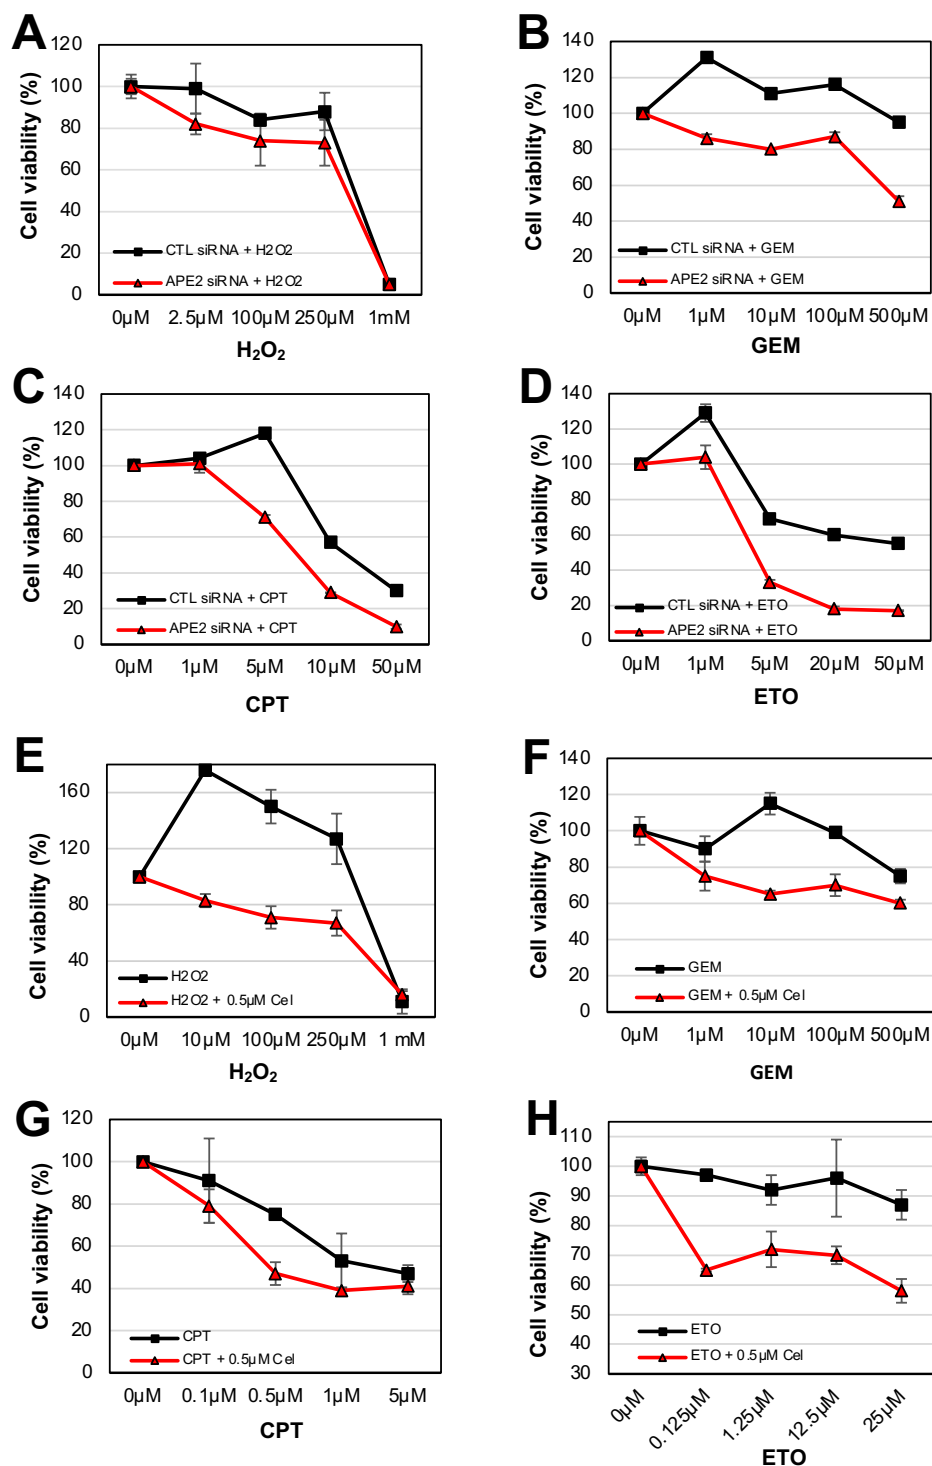 A
120
100
80
60
40
20
0
Cell viability (%)
CTL siRNA + H2O2
APE2 siRNA + H2O2
0µM 2.5µM 100µM 250µM 1mM
H₂O₂
B
140
120
100
80
60
40
20
0
Cell viability (%)
CTL siRNA + GEM
APE2 siRNA + GEM
0µM 1µM 10µM 100µM 500µM
GEM
C
140
120
100
80
60
40
20
0
Cell viability (%)
CTL siRNA + CPT
APE2 siRNA + CPT
0µM 1µM 5µM 10µM 50µM
CPT
D
140
120
100
80
60
40
20
0
Cell viability (%)
CTL siRNA + ETO
APE2 siRNA + ETO
0µM 1µM 5µM 20µM 50µM
ETO
E
160
120
80
40
0
Cell viability (%)
H2O2
H2O2 + 0.5µM Cel
0µM 10µM 100µM 250µM 1 mM
H₂O₂
F
140
120
100
80
60
40
20
0
Cell viability (%)
GEM
GEM + 0.5µM Cel
0µM 1µM 10µM 100µM 500µM
GEM
G
120
100
80
60
40
20
0
Cell viability (%)
CPT
CPT + 0.5µM Cel
0µM 0.1µM 0.5µM 1µM 5µM
CPT
H
110
100
90
80
70
60
50
40
30
Cell viability (%)
ETO
ETO + 0.5µM Cel
0µM 0.125µM 1.25µM 12.5µM 25µM
ETO